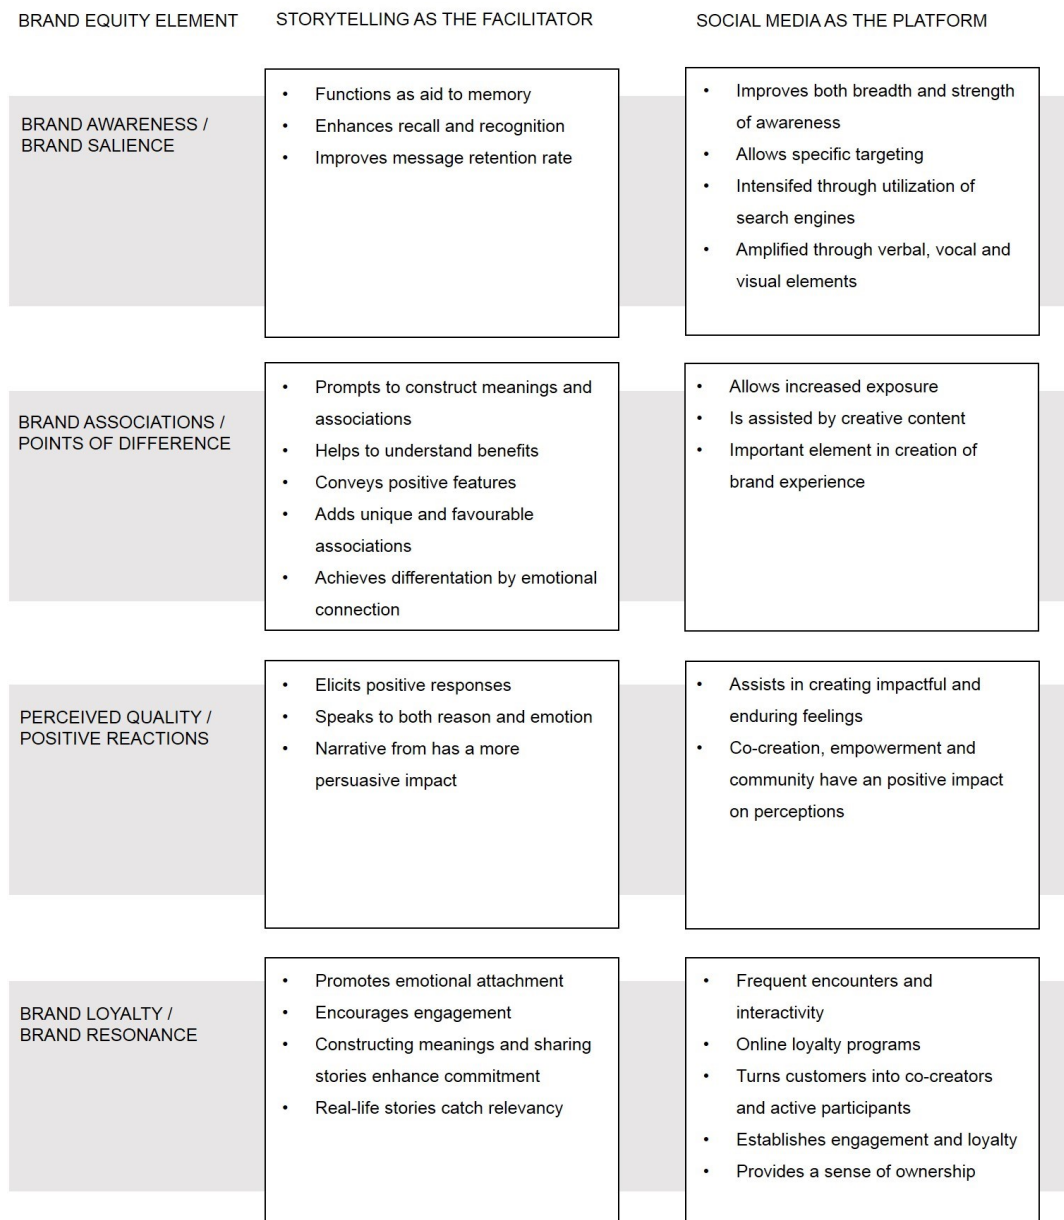 BRAND EQUITY ELEMENT
STORYTELLING AS THE FACILITATOR
SOCIAL MEDIA AS THE PLATFORM
BRAND AWARENESS /
BRAND SALIENCE
• Functions as aid to memory
• Enhances recall and recognition
• Improves message retention rate
• Improves both breadth and strength
of awareness
• Allows specific targeting
• Intensifed through utilization of
search engines
• Amplified through verbal, vocal and
visual elements
BRAND ASSOCIATIONS /
POINTS OF DIFFERENCE
• Prompts to construct meanings and
associations
• Helps to understand benefits
• Conveys positive features
• Adds unique and favourable
associations
• Achieves differentation by emotional
connection
• Allows increased exposure
• Is assisted by creative content
• Important element in creation of
brand experience
PERCEIVED QUALITY /
POSITIVE REACTIONS
• Elicits positive responses
• Speaks to both reason and emotion
• Narrative from has a more
persuasive impact
• Assists in creating impactful and
enduring feelings
• Co-creation, empowerment and
community have an positive impact
on perceptions
BRAND LOYALTY /
BRAND RESONANCE
• Promotes emotional attachment
• Encourages engagement
• Constructing meanings and sharing
stories enhance commitment
• Real-life stories catch relevancy
• Frequent encounters and
interactivity
• Online loyalty programs
• Turns customers into co-creators
and active participants
• Establishes engagement and loyalty
• Provides a sense of ownership